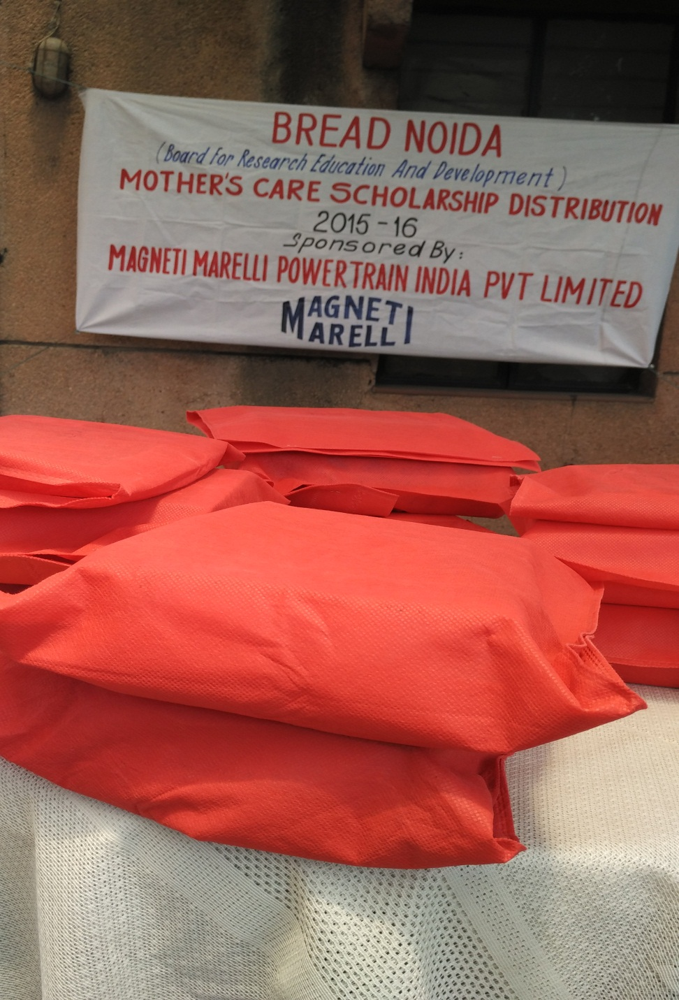 BREAD NOIDA
(Board For Research Education And Development)
MOTHER'S CARE SCHOLARSHIP DISTRIBUTION
2015-16
Sponsored By:
MAGNETI MARELLI POWERTRAIN INDIA PVT LIMITED
MAGNETI
MARELLI